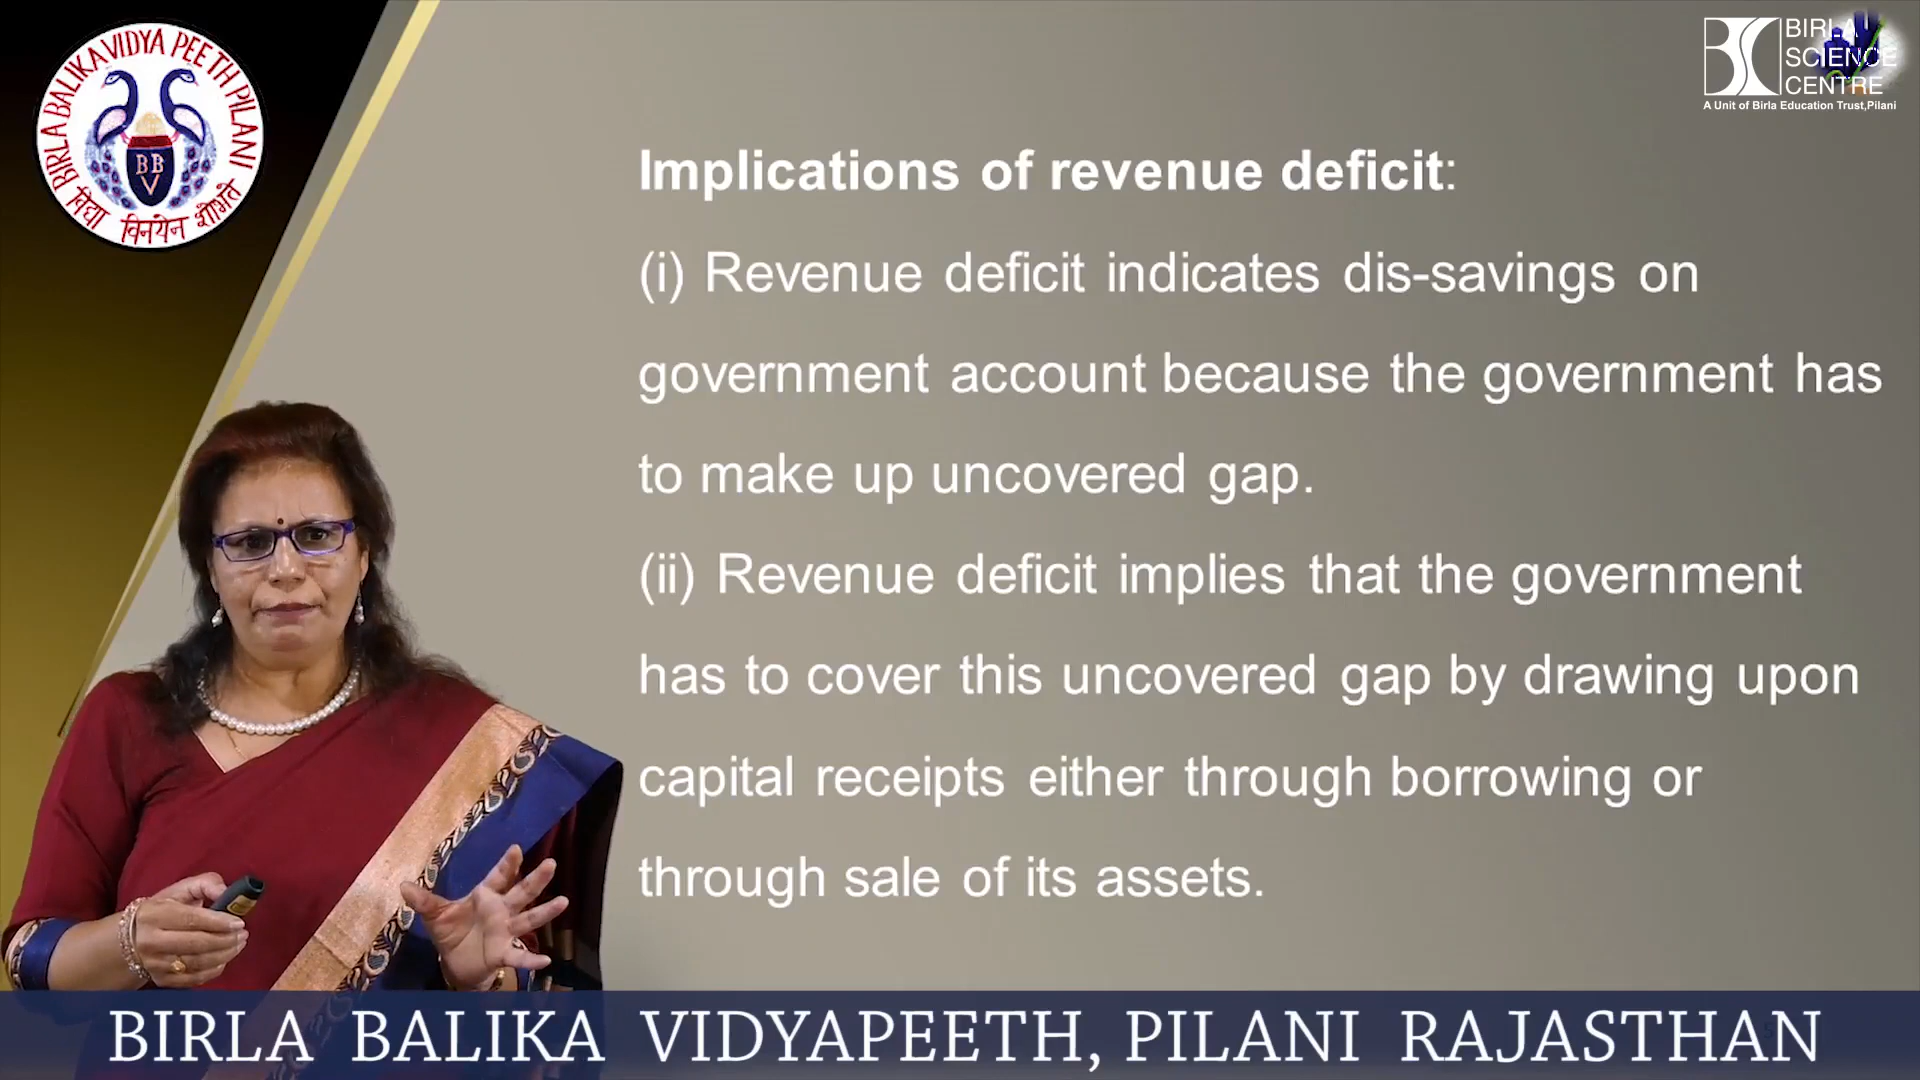 BIRLA BALIKA VIDYA PEETH PILANI
BB
V
विद्या विनयेन शोभते
BIRLA
SCIENCE
CENTRE
A Unit of Birla Education Trust,Pilani
Implications of revenue deficit:
(i) Revenue deficit indicates dis-savings on
government account because the government has
to make up uncovered gap.
(ii) Revenue deficit implies that the government
has to cover this uncovered gap by drawing upon
capital receipts either through borrowing or
through sale of its assets.
BIRLA BALIKA VIDYAPEETH, PILANI RAJASTHAN